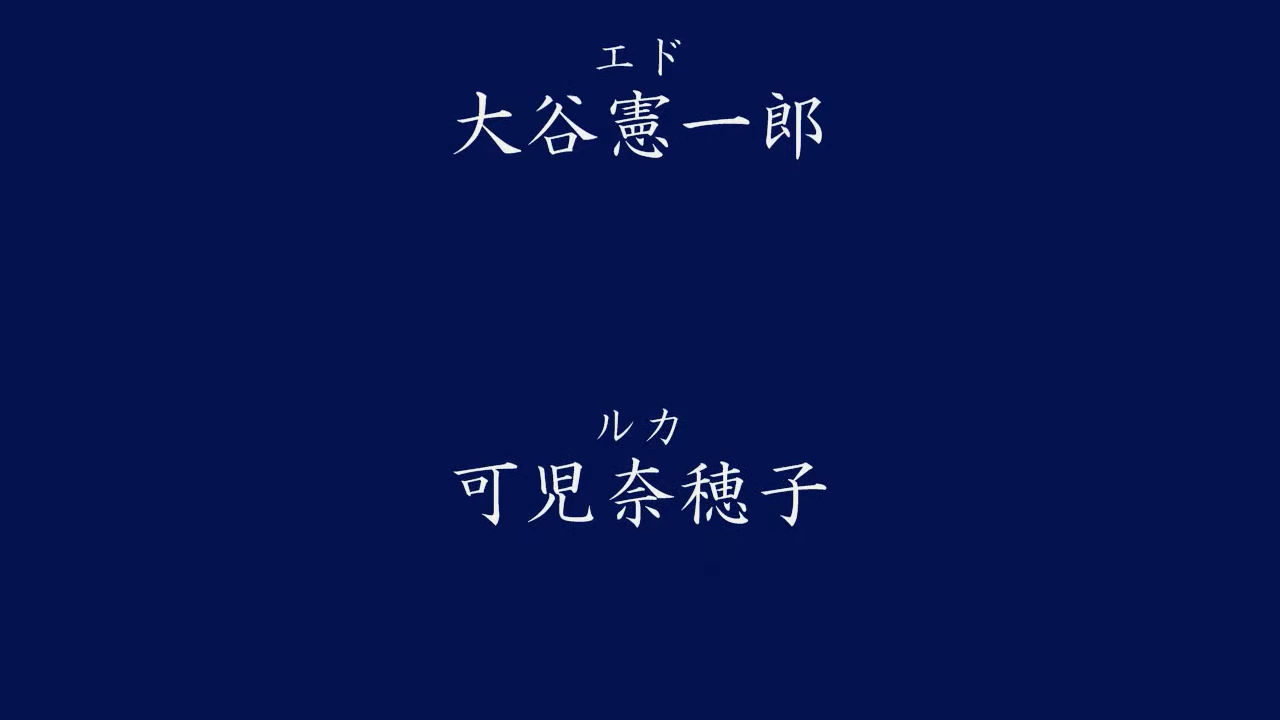 エド
大谷憲一郎
ルカ
可児奈穂子